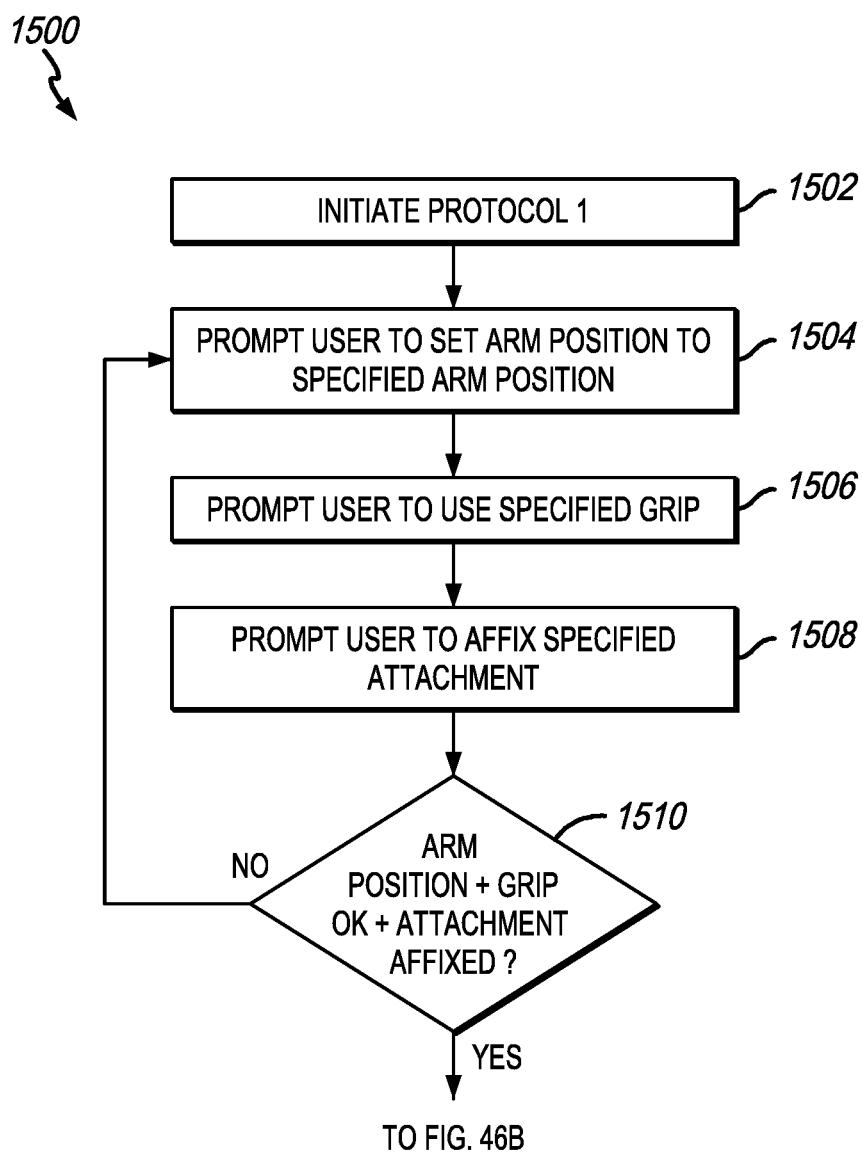 1500
INITIATE PROTOCOL 1
1502
PROMPT USER TO SET ARM POSITION TO
SPECIFIED ARM POSITION
1504
PROMPT USER TO USE SPECIFIED GRIP
1506
PROMPT USER TO AFFIX SPECIFIED
ATTACHMENT
1508
ARM
POSITION + GRIP
OK + ATTACHMENT
AFFIXED ?
1510
NO
YES
TO FIG. 46B